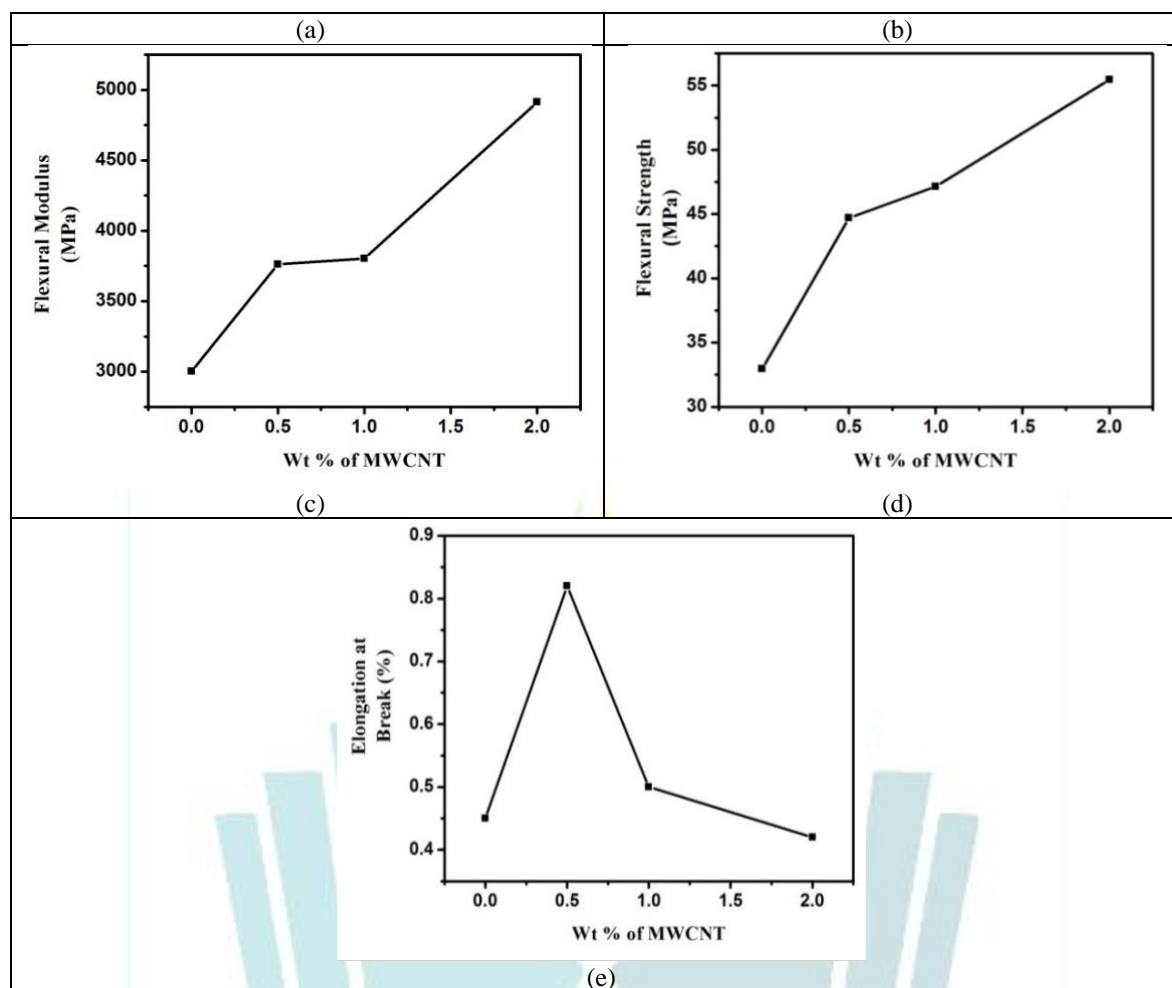 (a)
(b)
5000
4500
4000
3500
3000
Flexural Modulus
(MPa)
0.0 0.5 1.0 1.5 2.0
Wt % of MWCNT
(c)
55
50
45
40
35
30
Flexural Strength
(MPa)
0.0 0.5 1.0 1.5 2.0
Wt % of MWCNT
(d)
0.9
0.8
0.7
0.6
0.5
0.4
Elongation at
Break (%)
0.0 0.5 1.0 1.5 2.0
Wt % of MWCNT
(e)